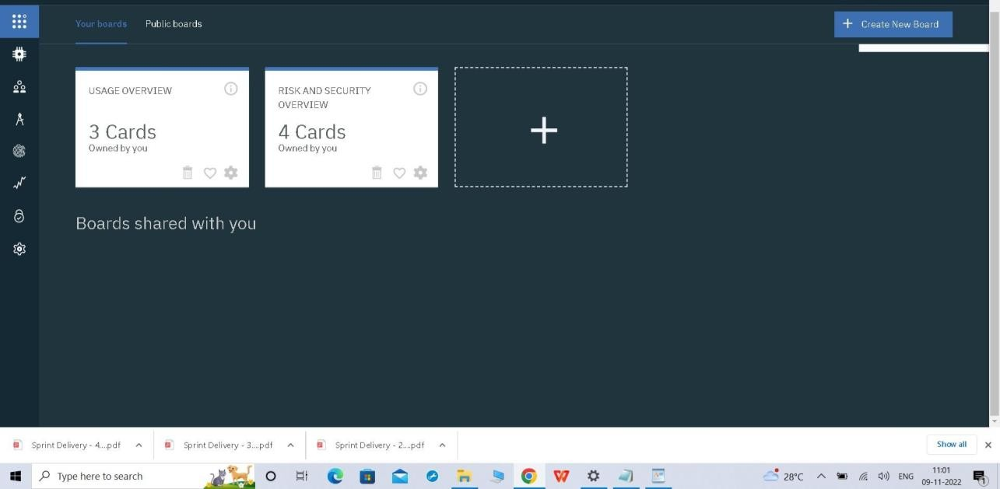 Your boards
Public boards
Create New Board
USAGE OVERVIEW
3 Cards
Owned by you
RISK AND SECURITY
OVERVIEW
4 Cards
Owned by you
Boards shared with you
Sprint Delivery - 4....pdf
Sprint Delivery - 3....pdf
Sprint Delivery - 2....pdf
Show all
Type here to search
28°C
ENG
11:01
09-11-2022
1